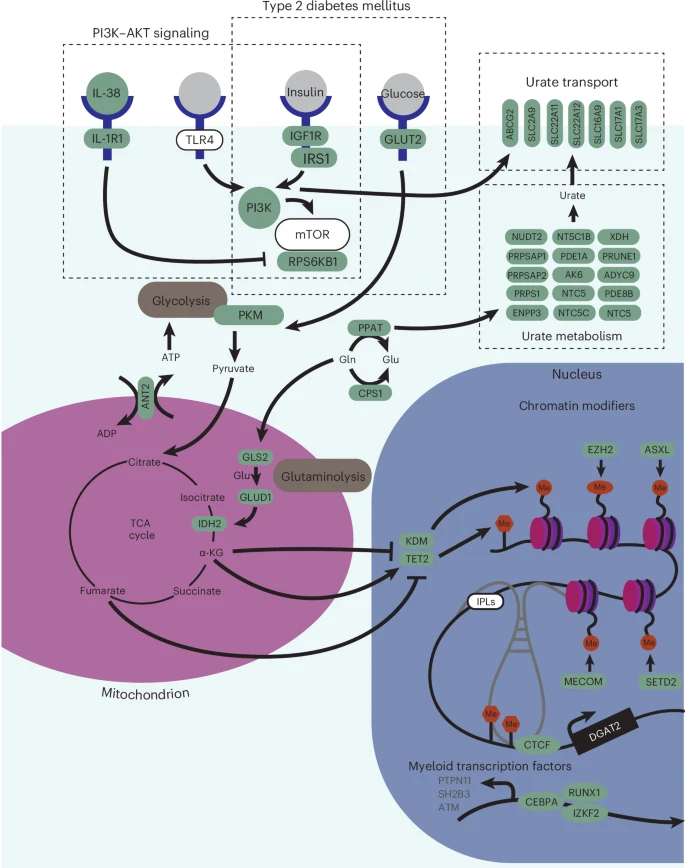 Type 2 diabetes mellitus
PI3K–AKT signaling
IL-38
Insulin
Glucose
IL-1R1
TLR4
IGF1R
IRS1
GLUT2
PI3K
mTOR
RPS6KB1
Urate transport
ABCG2
SLC2A9
SLC22A11
SLC22A12
SLC16A9
SLC17A1
SLC17A3
Urate
NUDT2 NT5C1B XDH
PRPSAP1 PDE1A PRUNE1
PRPSAP2 AK6 ADYC9
PRPS1 NTC5 PDE8B
ENPP3 NT5C NTC5
Urate metabolism
Glycolysis
PKM
ATP
Pyruvate
PPAT
Gln Glu
CPS1
ANT2
ADP
Citrate
GLS2
Glu
Glutaminolysis
GLUD1
Isocitrate
IDH2
TCA
cycle
α-KG
Fumarate
Succinate
Mitochondrion
KDM
TET2
Nucleus
Chromatin modifiers
EZH2 ASXL
Me
Me
Me
Me
IPLs
Me
Me
MECOM
SETD2
Me
Me
CTCF
DGAT2
Myeloid transcription factors
PTPN11
SH2B3
ATM
CEBPA
RUNX1
IZKF2